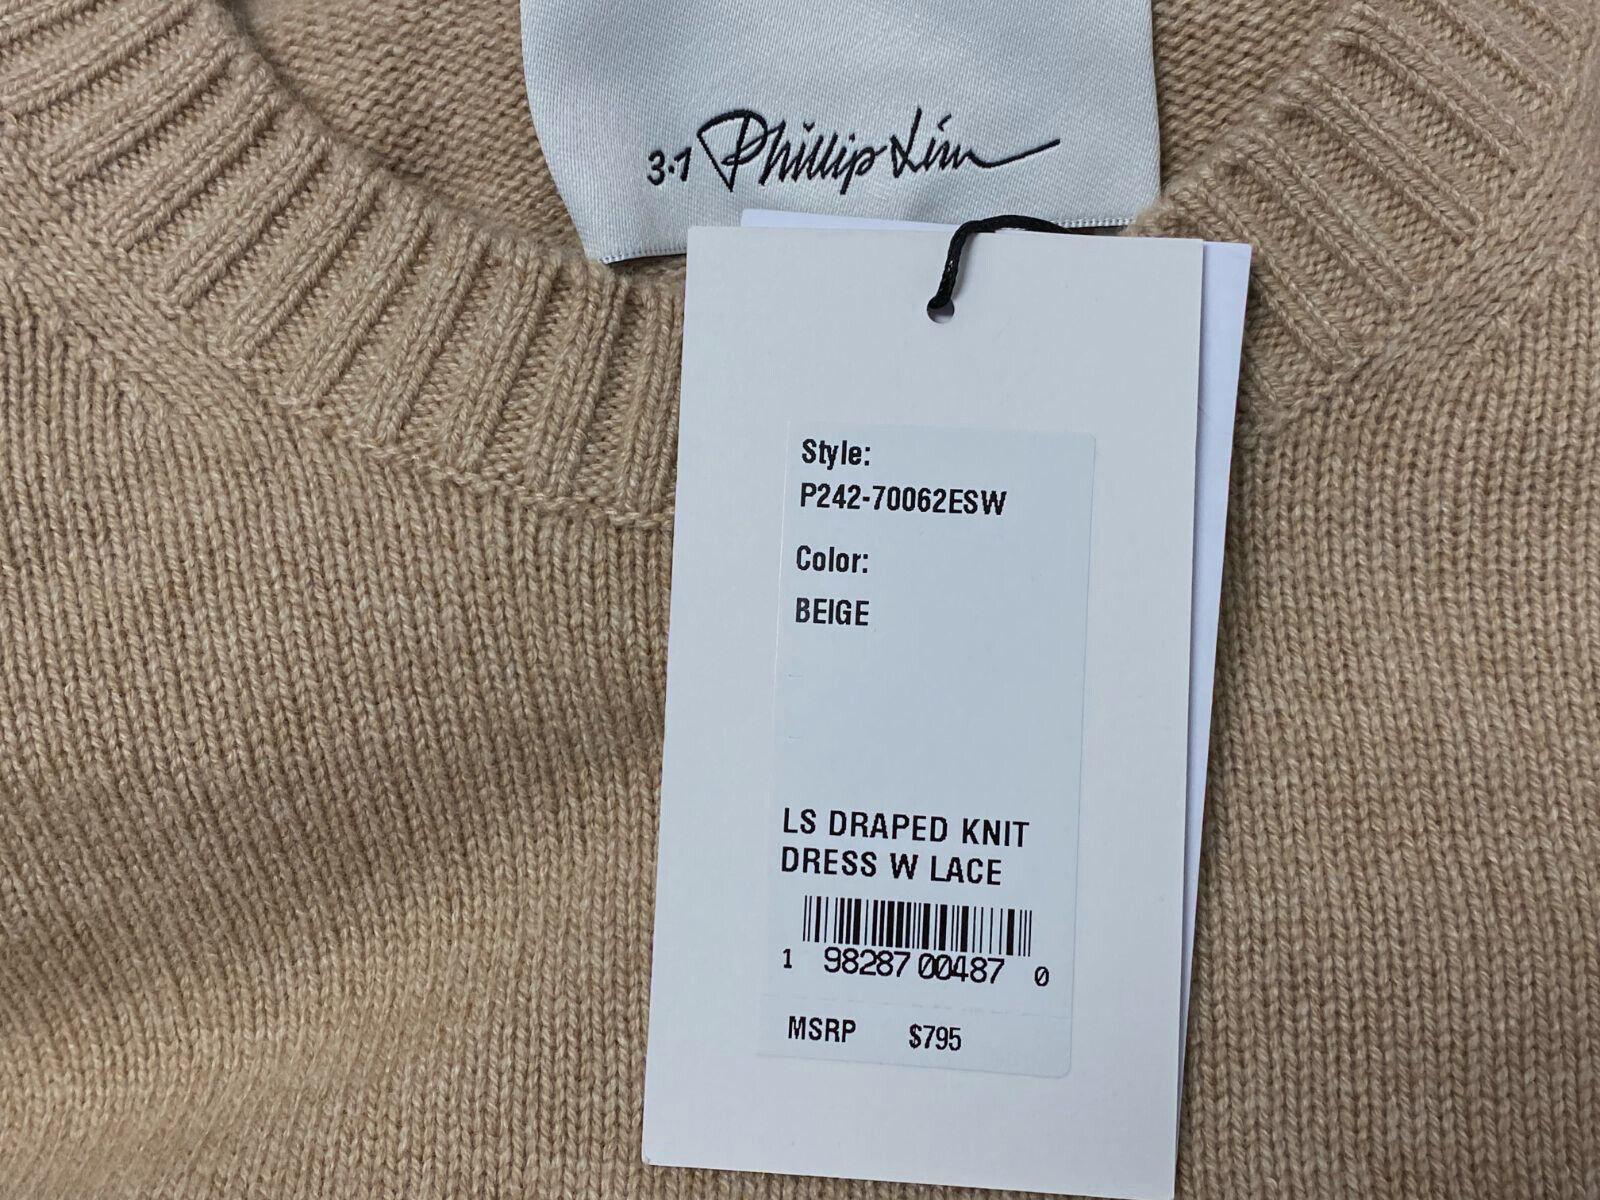 3.1 Phillip Lim
Style:
P242-70062ESW
Color:
BEIGE
LS DRAPED KNIT
DRESS W LACE
1 98287 00487 0
MSRP $795